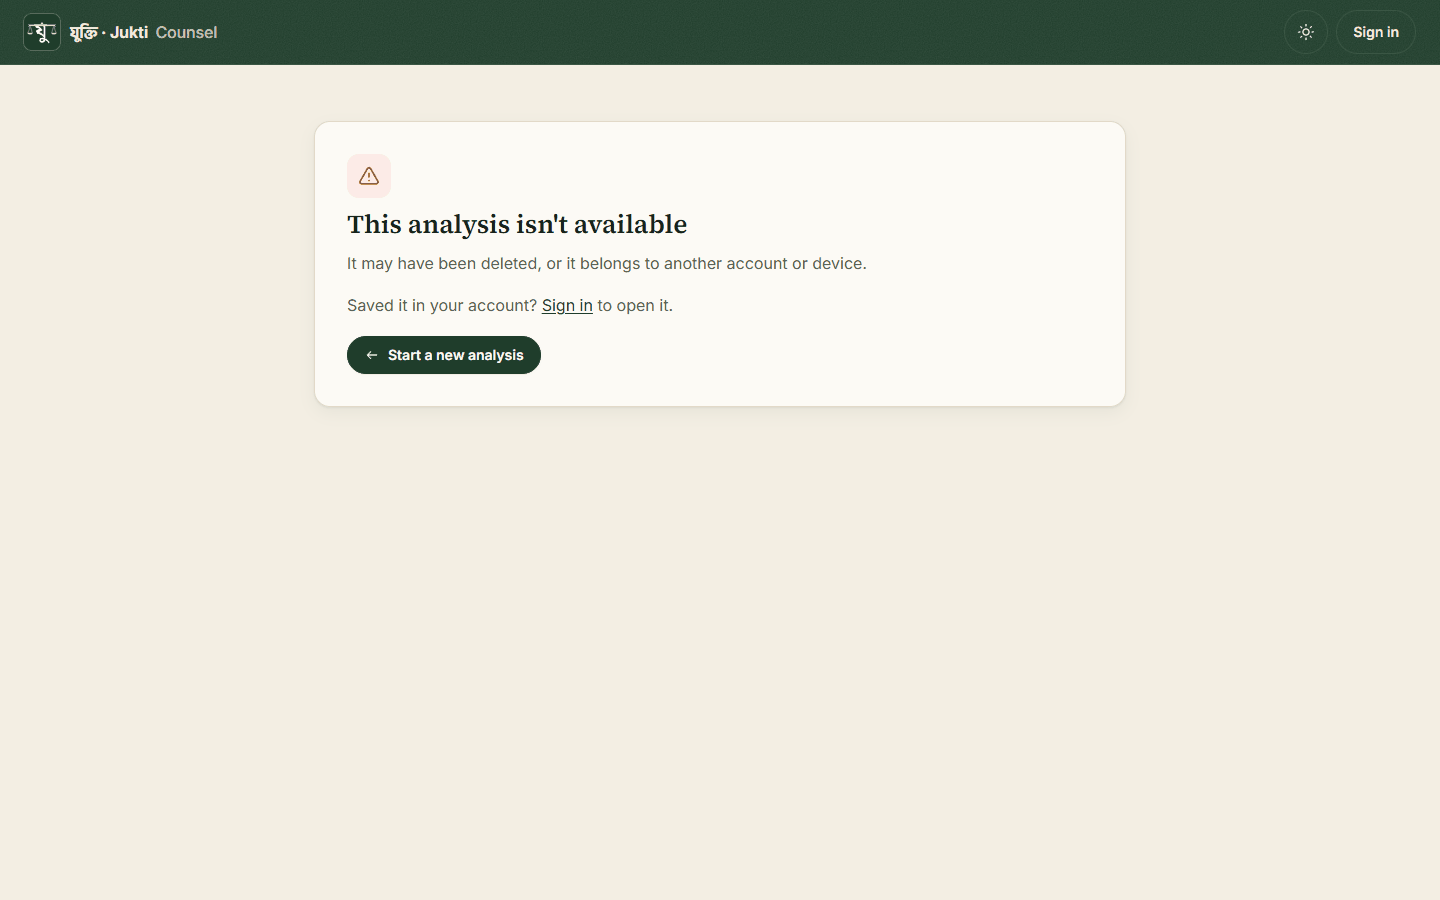 যু
যুক্তি · Jukti Counsel
Sign in
This analysis isn't available
It may have been deleted, or it belongs to another account or device.
Saved it in your account? Sign in to open it.
Start a new analysis